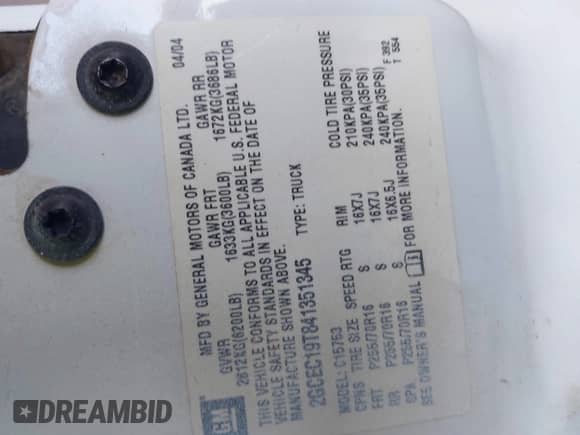 MFD BY GENERAL MOTORS OF CANADA LTD. 04/04
GVWR GAWR FRT GAWR RR
2812KG(6200LB) 1633KG(3600LB) 1672KG(3686LB)
THIS VEHICLE CONFORMS TO ALL APPLICABLE U.S. FEDERAL MOTOR
VEHICLE SAFETY STANDARDS IN EFFECT ON THE DATE OF
MANUFACTURE SHOWN ABOVE.
2GCEC19T841351345 TYPE: TRUCK
MODEL: C15753
CPNS TIRE SIZE SPEED RTG RIM COLD TIRE PRESSURE
FRT P255/70R16 S 16X7J 210KPA(30PSI)
RR P255/70R16 S 16X7J 240KPA(35PSI)
SPA P255/70R16 S 16X6.5J 240KPA(35PSI)
SEE OWNER'S MANUAL FOR MORE INFORMATION.
F 392
T 554
GM
DREAMBID